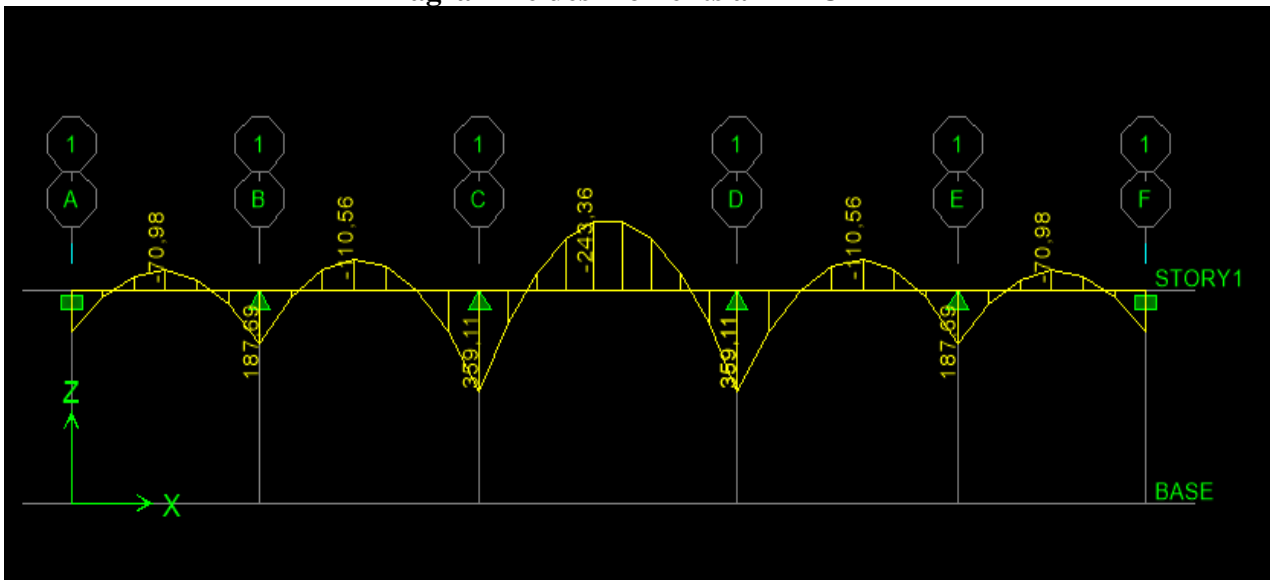 1 1 1 1 1 1
A B C D E F
-70,98 -110,56 -243,36 -110,56 -70,98
STORY1
187,69 359,11 359,11 187,69
Z
X
BASE